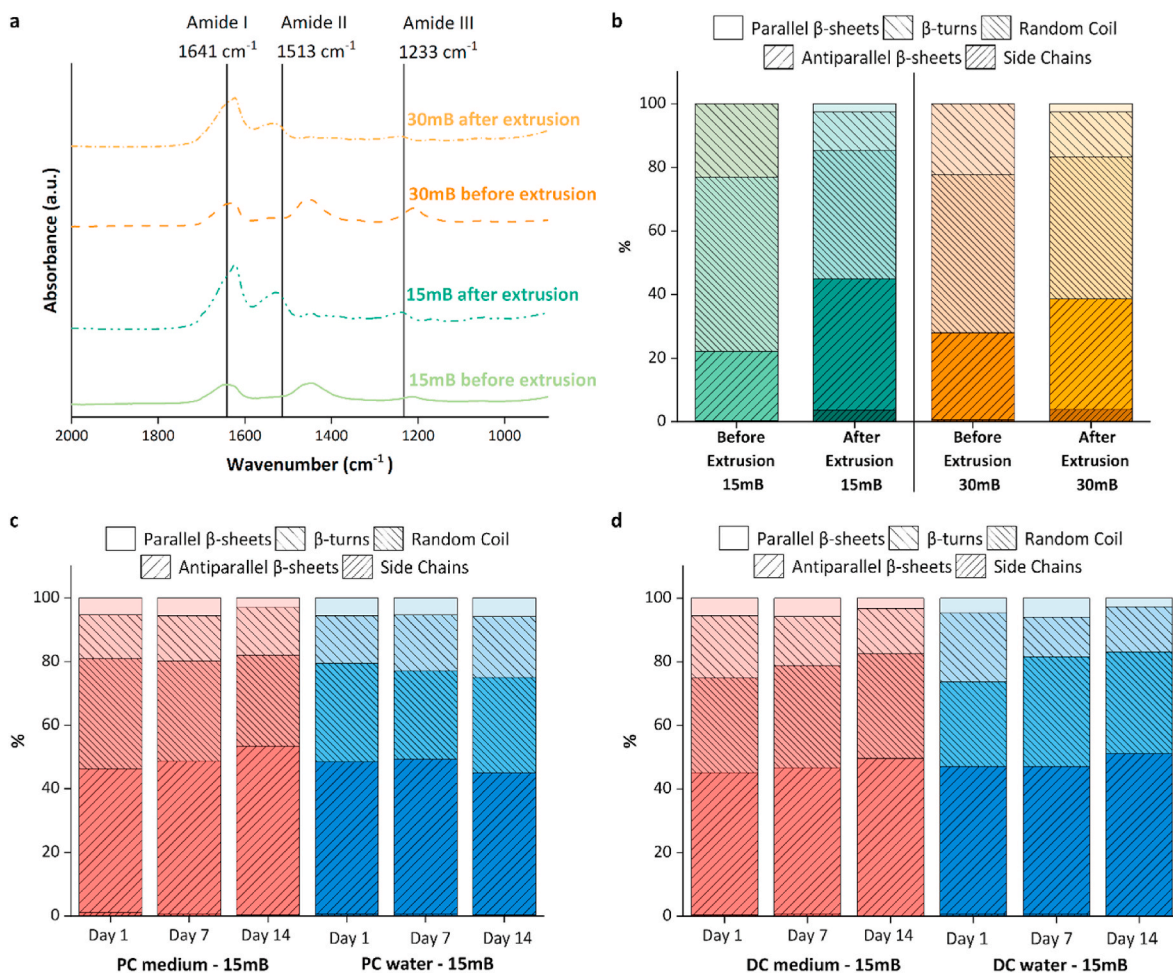 a
Amide I Amide II Amide III
1641 cm⁻¹ 1513 cm⁻¹ 1233 cm⁻¹
30mB after extrusion
30mB before extrusion
15mB after extrusion
15mB before extrusion
Absorbance (a.u.)
2000 1800 1600 1400 1200 1000
Wavenumber (cm⁻¹)
b
Parallel β-sheets β-turns Random Coil
Antiparallel β-sheets Side Chains
100
80
60
40
20
0
%
Before Extrusion 15mB
After Extrusion 15mB
Before Extrusion 30mB
After Extrusion 30mB
c
Parallel β-sheets β-turns Random Coil
Antiparallel β-sheets Side Chains
100
80
60
40
20
0
%
Day 1 Day 7 Day 14 Day 1 Day 7 Day 14
PC medium - 15mB PC water - 15mB
d
Parallel β-sheets β-turns Random Coil
Antiparallel β-sheets Side Chains
100
80
60
40
20
0
%
Day 1 Day 7 Day 14 Day 1 Day 7 Day 14
DC medium - 15mB DC water - 15mB